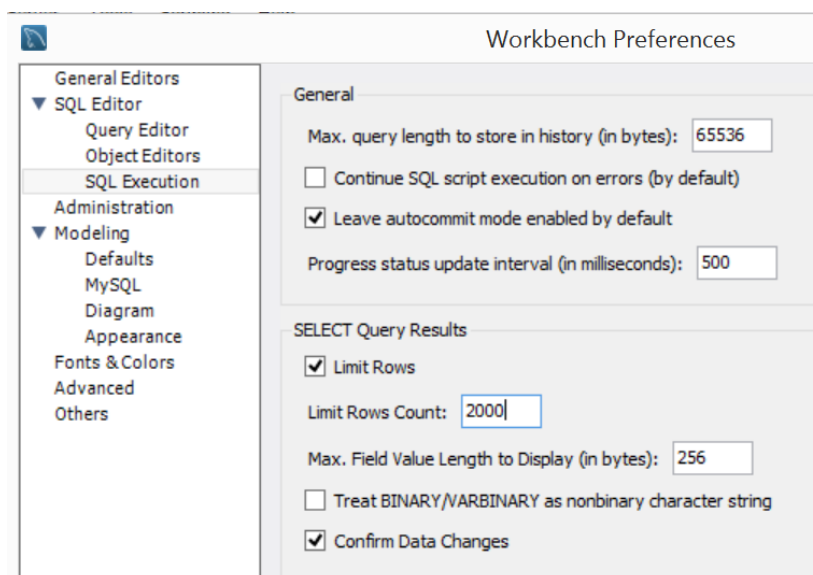 Workbench Preferences
General Editors
SQL Editor
Query Editor
Object Editors
SQL Execution
Administration
Modeling
Defaults
MySQL
Diagram
Appearance
Fonts & Colors
Advanced
Others
General
Max. query length to store in history (in bytes): 65536
Continue SQL script execution on errors (by default)
Leave autocommit mode enabled by default
Progress status update interval (in milliseconds): 500
SELECT Query Results
Limit Rows
Limit Rows Count: 2000
Max. Field Value Length to Display (in bytes): 256
Treat BINARY/VARBINARY as nonbinary character string
Confirm Data Changes